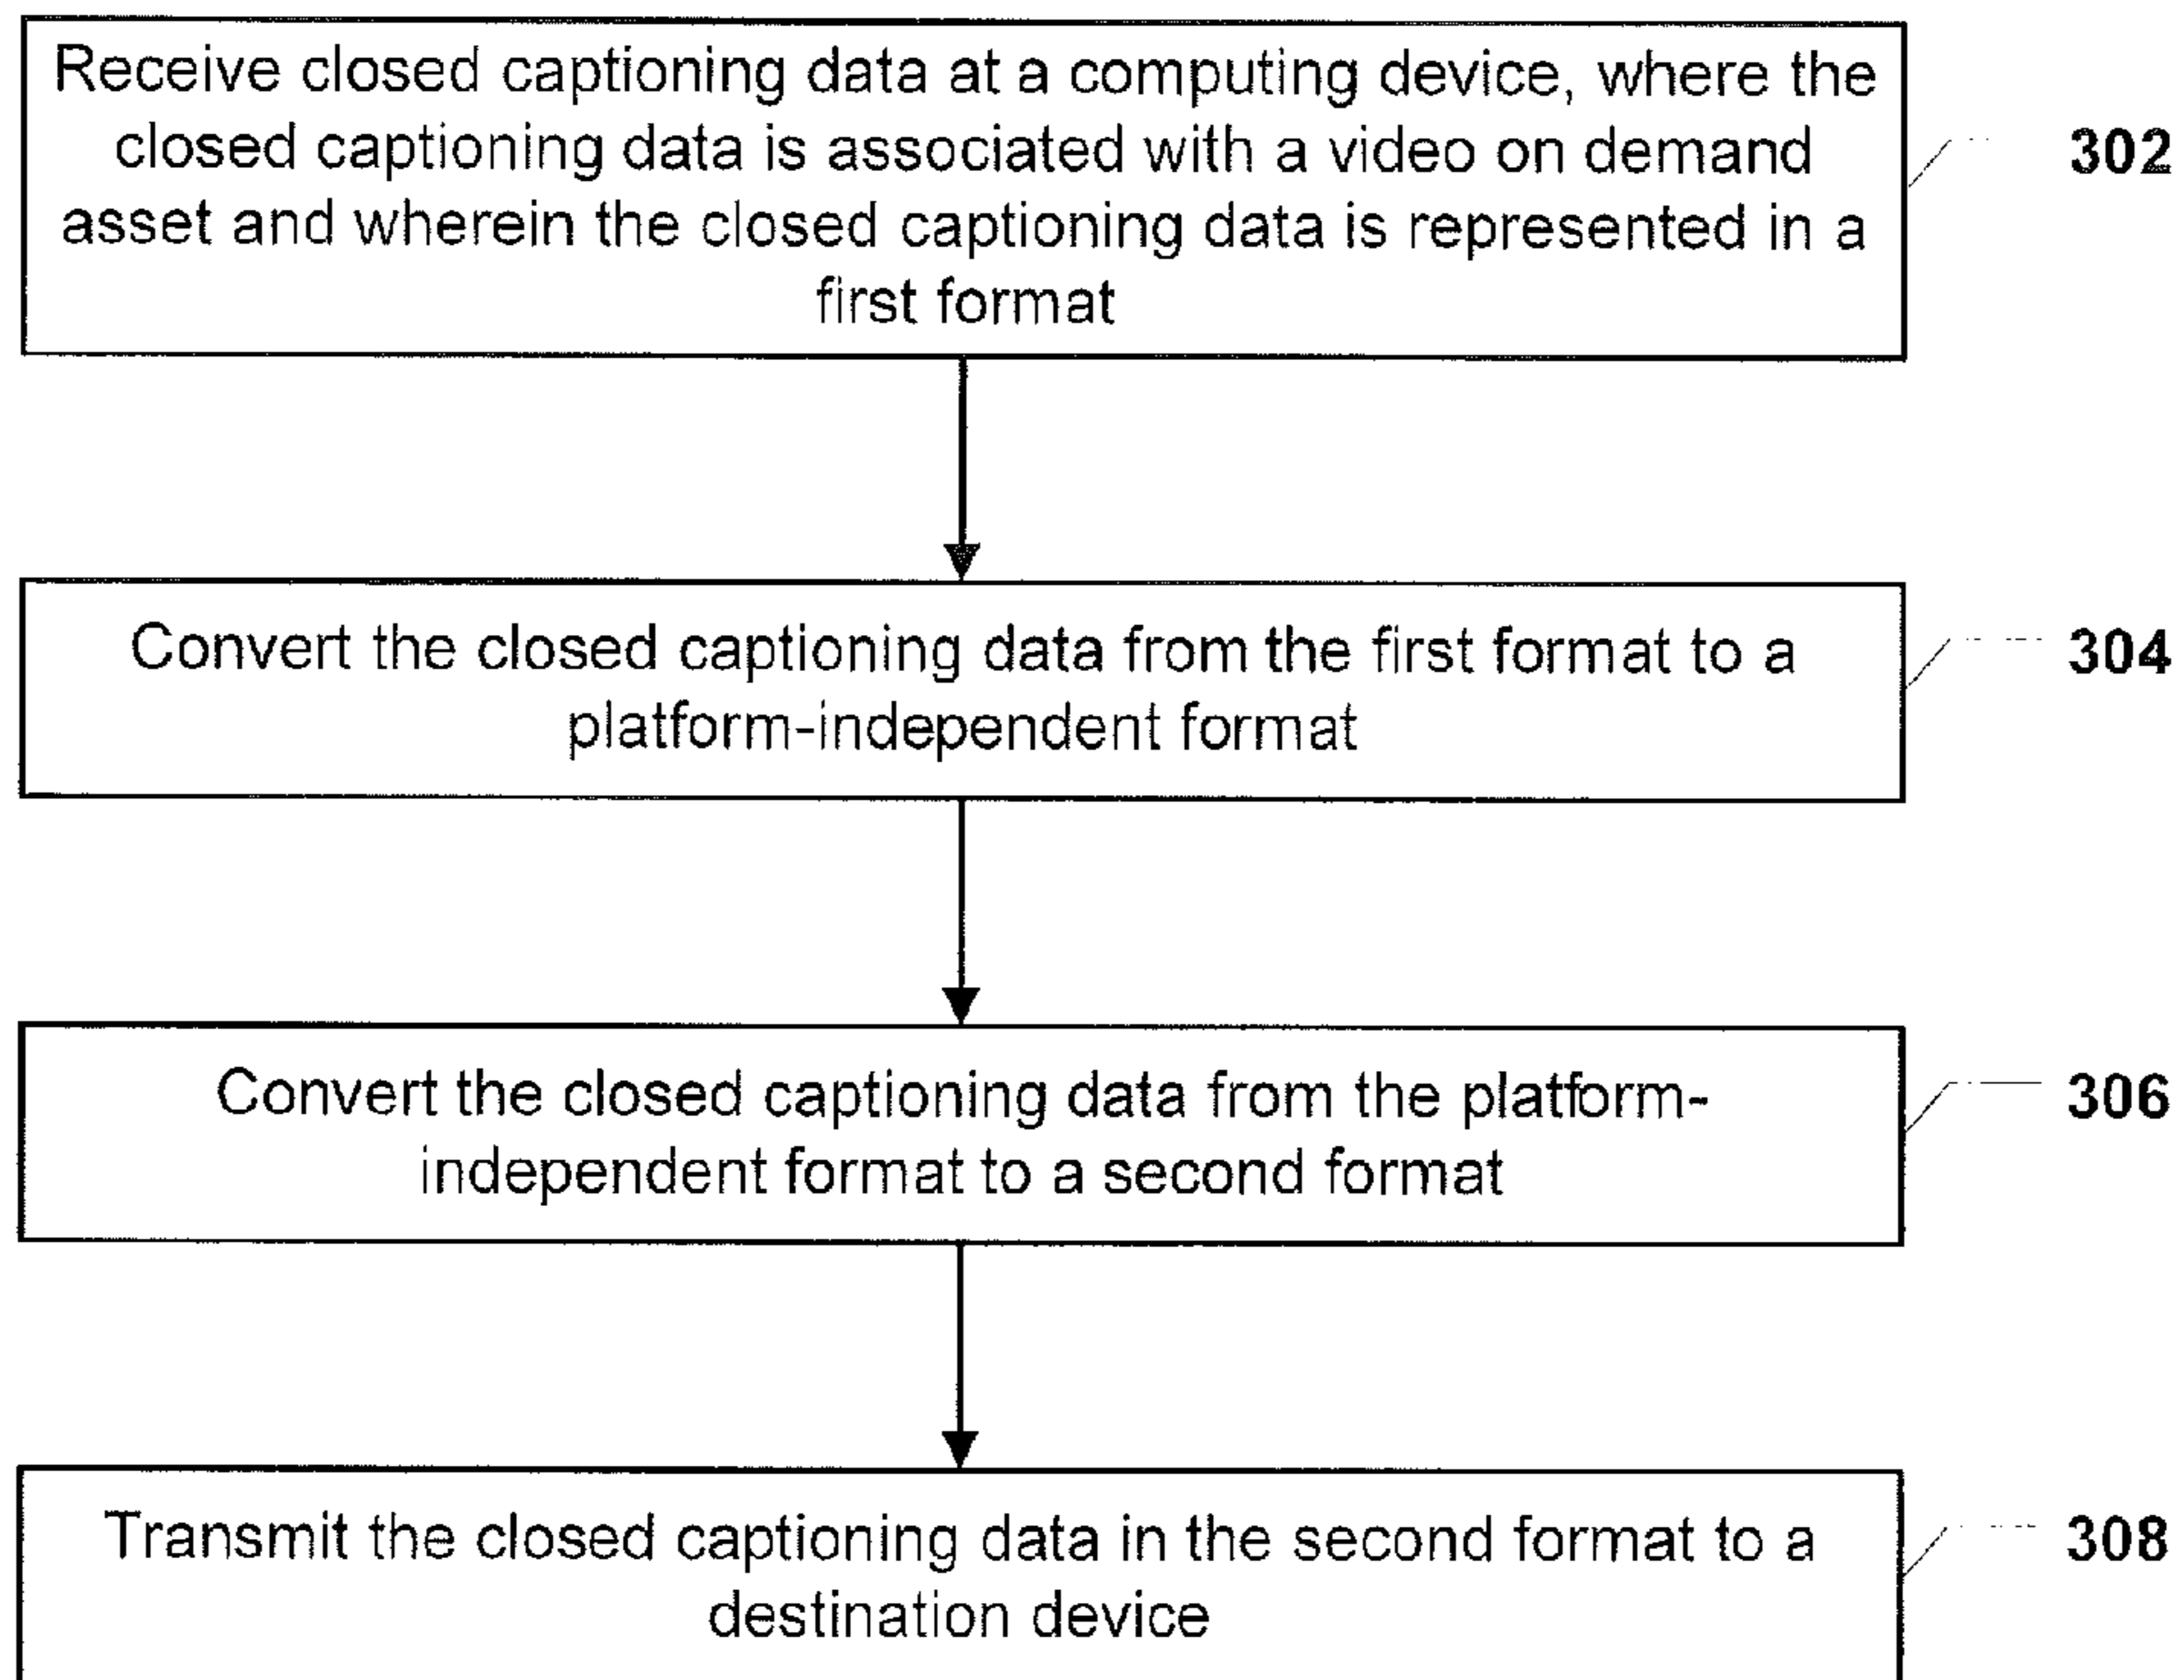 Receive closed captioning data at a computing device, where the
closed captioning data is associated with a video on demand
asset and wherein the closed captioning data is represented in a
first format
302
Convert the closed captioning data from the first format to a
platform-independent format
304
Convert the closed captioning data from the platform-
independent format to a second format
306
Transmit the closed captioning data in the second format to a
destination device
308